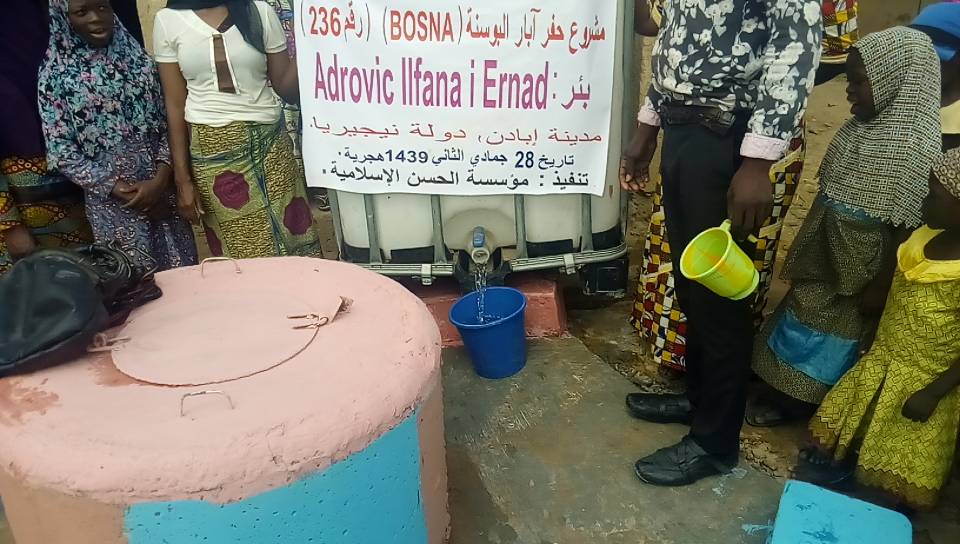 مشروع حفر آبار البوسنة (BOSNA) (رقم 236)
بئر : Adrovic Ilfana i Ernad
مدينة إبادن، دولة نيجيريا.
تاريخ 28 جمادي الثاني 1439هجرية.
تنفيذ : مؤسسة الحسن الإسلامية.